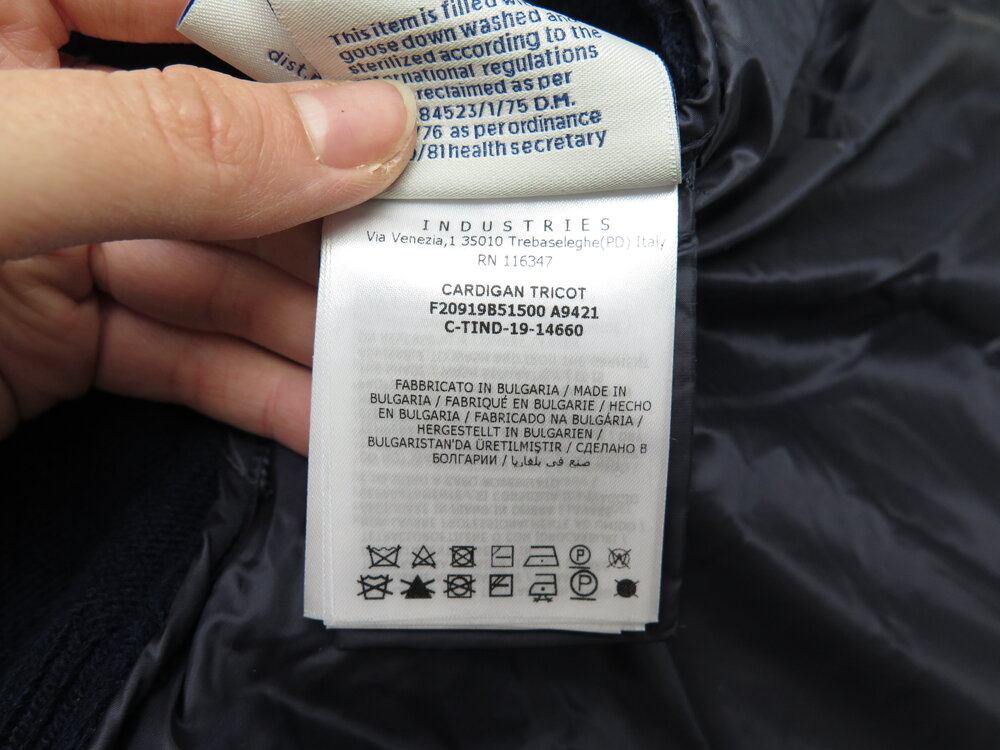 This item is filled
goose down washed and
sterilized according to the
regulations
reclaimed as per
84523/1/75 D.M.
/76 as per ordinance
/81 health secretary
dist.
INDUSTRIES
Via Venezia,1 35010 Trebaseleghe(PD) Italy
RN 116347
CARDIGAN TRICOT
F20919B51500 A9421
C-TIND-19-14660
FABBRICATO IN BULGARIA / MADE IN
BULGARIA / FABRIQUÉ EN BULGARIE / HECHO
EN BULGARIA / FABRICADO NA BULGÁRIA /
HERGESTELLT IN BULGARIEN /
BULGARISTAN'DA ÜRETILMIŞTIR / СДЕЛАНО В
БОЛГАРИИ / صنع في بلغاريا